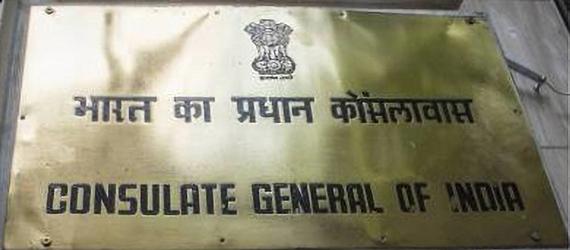 भारत का प्रधान कोंसलावास
CONSULATE GENERAL OF INDIA